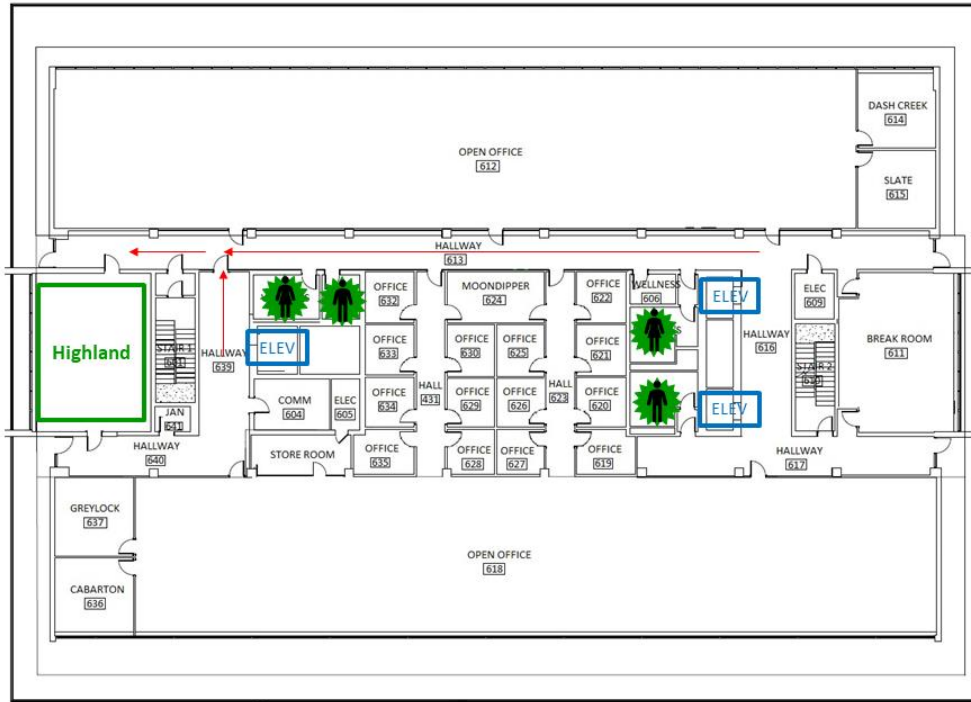 DASH CREEK
614
OPEN OFFICE
612
SLATE
615
HALLWAY
613
OFFICE
632
MOONDIPPER
624
OFFICE
622
WELLNESS
606
ELEV
ELEC
609
Highland
STAIR 1
HALLWAY
639
ELEV
OFFICE
633
OFFICE
630
OFFICE
625
OFFICE
621
HALLWAY
616
STAIR 2
BREAK ROOM
611
JAN
641
COMM
604
ELEC
605
OFFICE
634
HALL
431
OFFICE
629
OFFICE
626
HALL
623
OFFICE
620
ELEV
HALLWAY
640
STORE ROOM
OFFICE
635
OFFICE
628
OFFICE
627
OFFICE
619
HALLWAY
617
GREYLOCK
637
OPEN OFFICE
618
CABARTON
636